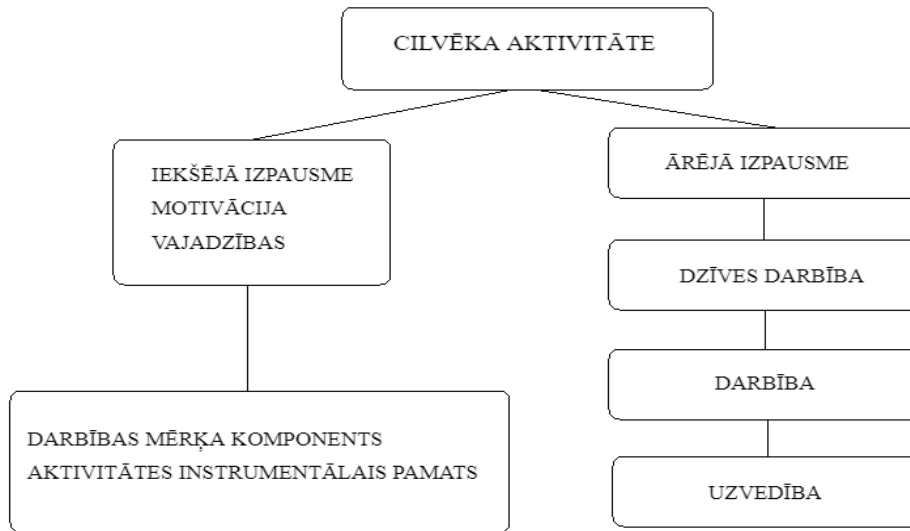 CILVĒKA AKTIVITĀTE
IEKŠĒJĀ IZPAUSME
MOTIVĀCIJA
VAJADZĪBAS
DARBĪBAS MĒRĶA KOMPONENTS
AKTIVITĀTES INSTRUMENTĀLAIS PAMATS
ĀRĒJĀ IZPAUSME
DZĪVES DARBĪBA
DARBĪBA
UZVEDĪBA